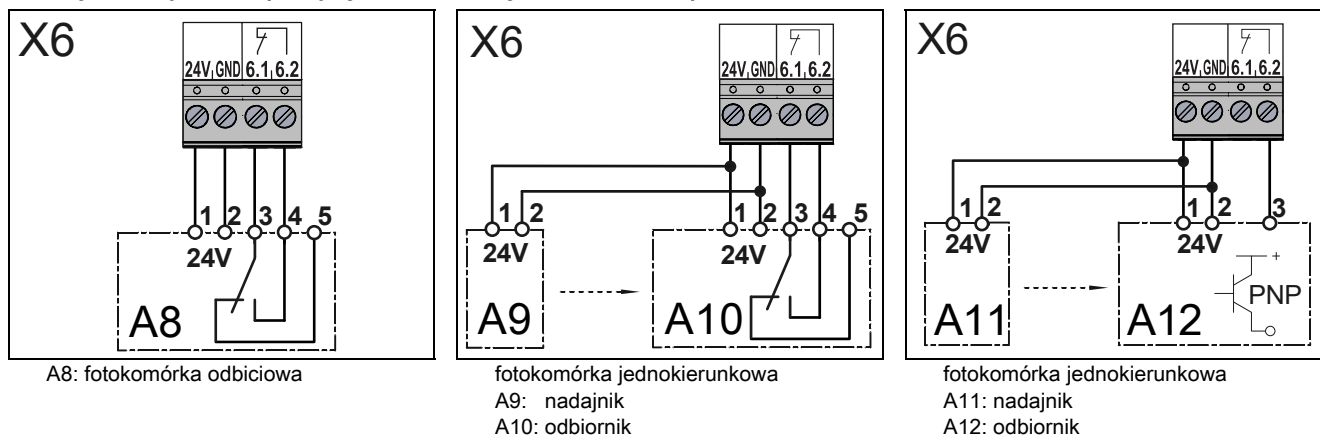 X6
24V GND 6.1 6.2
1 2 3 4 5
24V
A8
A8: fotokomórka odbiciowa
X6
24V GND 6.1 6.2
1 2
24V
A9
1 2 3 4 5
24V
A10
fotokomórka jednokierunkowa
A9: nadajnik
A10: odbiornik
X6
24V GND 6.1 6.2
1 2
24V
A11
1 2 3
24V
+
PNP
A12
fotokomórka jednokierunkowa
A11: nadajnik
A12: odbiornik